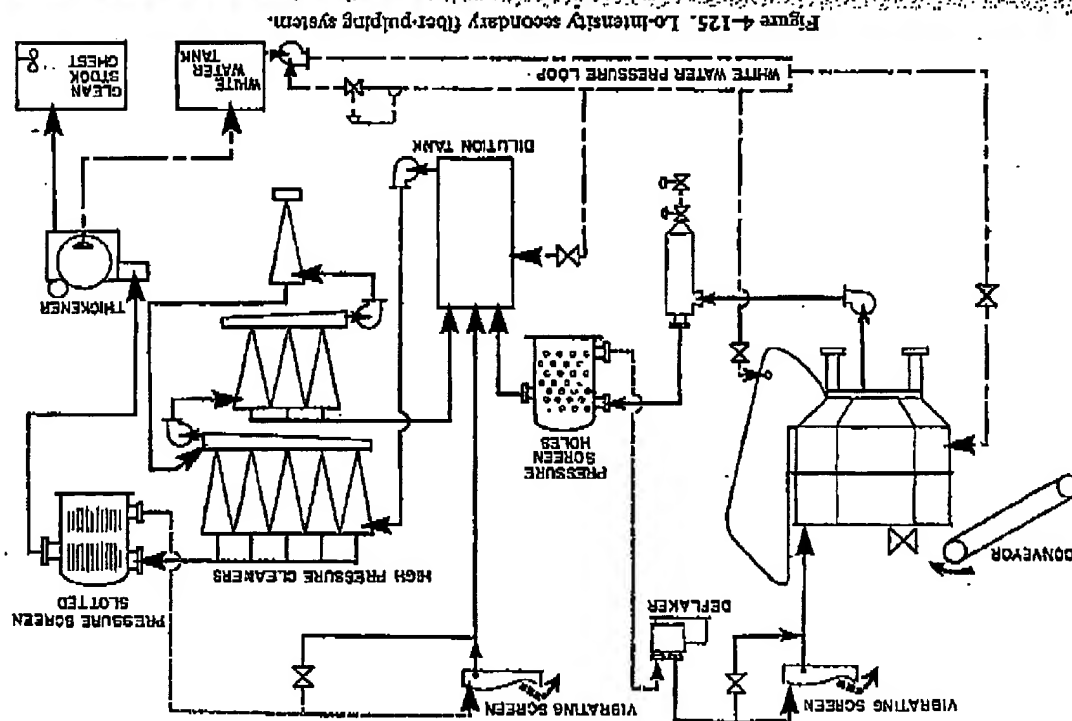 VIBRATING SCREEN
VIBRATING SCREEN
DEFLAKER
CONVEYOR
PRESSURE SCREEN
SLOTTED
HIGH PRESSURE CLEANERS
PRESSURE
SCREEN
HOLES
THICKENER
DILUTION TANK
WHITE WATER PRESSURE LOOP
WHITE
WATER
TANK
CLEAN
STOCK
CHEST
Figure 4–125. Lo-Intensity secondary fiber-pulping system.